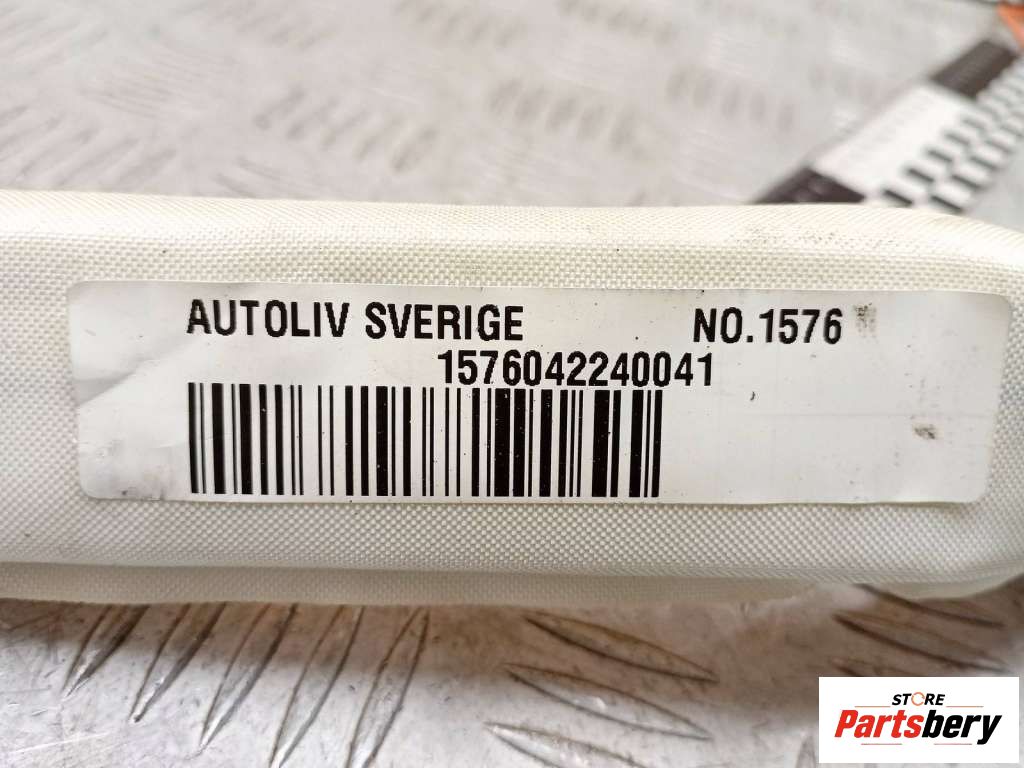 AUTOLIV SVERIGE NO.1576
1576042240041
STORE
Partsbery